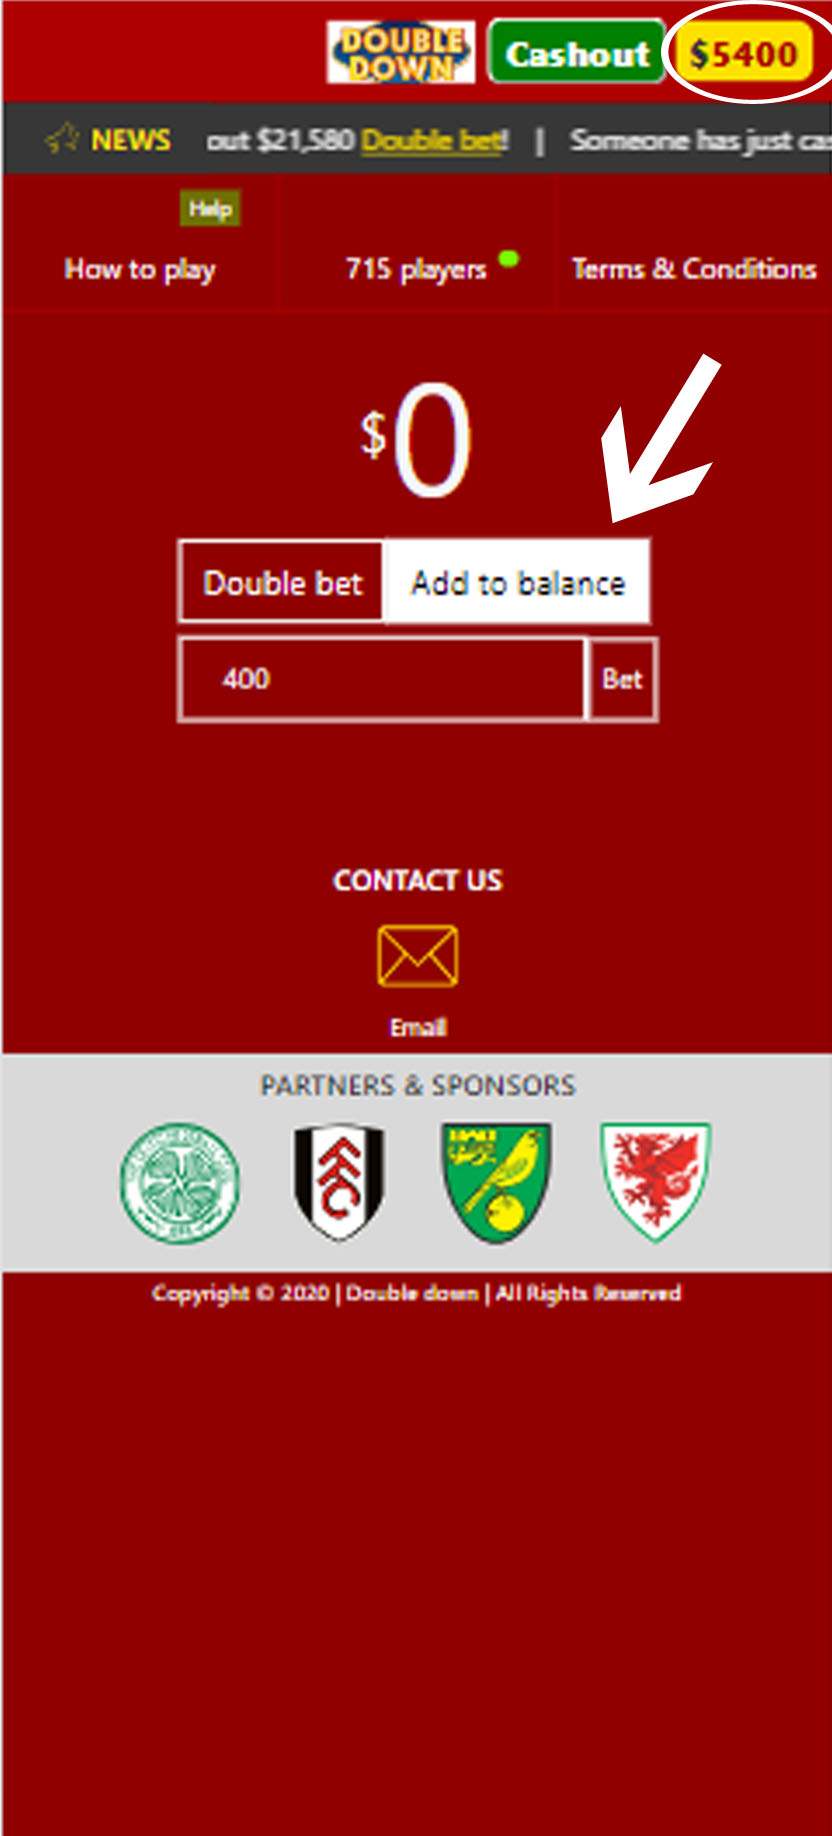 DOUBLE
DOWN
Cashout
$5400
NEWS out $21,580 Double bet! | Someone has just cas
Help
How to play
715 players
Terms & Conditions
$0
Double bet
Add to balance
400
Bet
CONTACT US
Email
PARTNERS & SPONSORS
FFC
Copyright © 2020 | Double down | All Rights Reserved